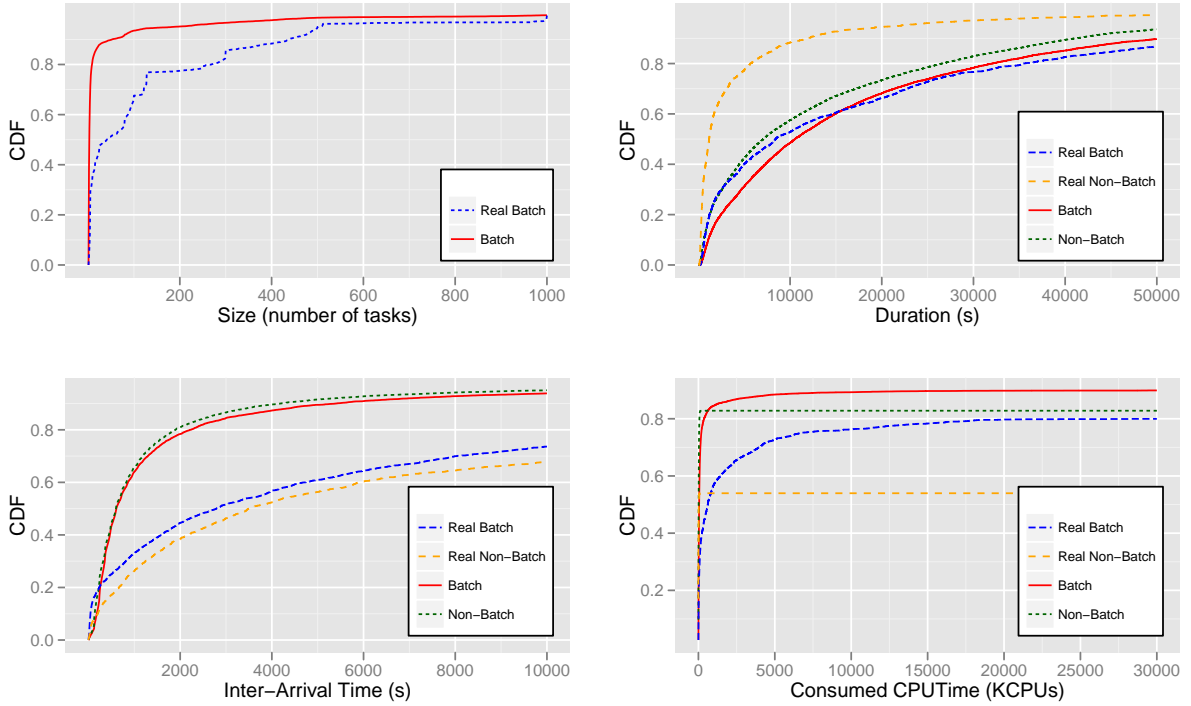 CDF
0.8
0.6
0.4
0.2
0.0
Real Batch
Batch
200 400 600 800 1000
Size (number of tasks)
CDF
0.8
0.6
0.4
0.2
0.0
Real Batch
Real Non−Batch
Batch
Non−Batch
10000 20000 30000 40000 50000
Duration (s)
CDF
0.8
0.6
0.4
0.2
0.0
Real Batch
Real Non−Batch
Batch
Non−Batch
2000 4000 6000 8000 10000
Inter−Arrival Time (s)
CDF
0.8
0.6
0.4
0.2
Real Batch
Real Non−Batch
Batch
Non−Batch
0 5000 10000 15000 20000 25000 30000
Consumed CPUTime (KCPUs)